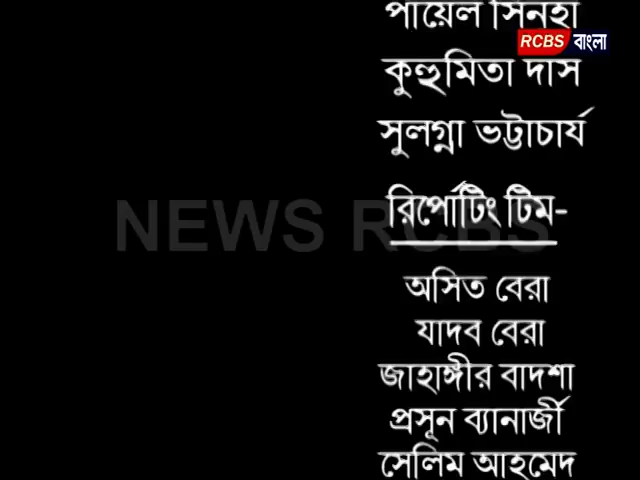 পায়েল সিনহা
RCBS বাংলা
কুহুমিতা দাস
সুলগ্না ভট্টাচার্য
রিপোর্টিং টিম-
NEWS RCBS
অসিত বেরা
যাদব বেরা
জাহাঙ্গীর বাদশা
প্রসূন ব্যানার্জী
সেলিম আহমেদ